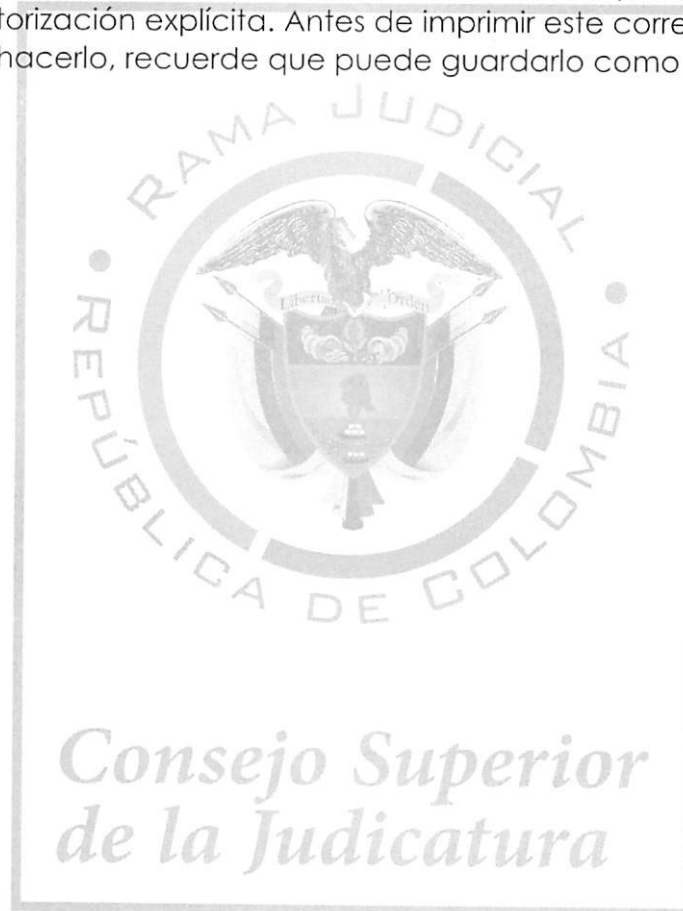 torización explícita. Antes de imprimir este corre
hacerlo, recuerde que puede guardarlo como
RAMA JUDICIAL
REPÚBLICA DE COLOMBIA
Libertad y Orden
Consejo Superior
de la Judicatura